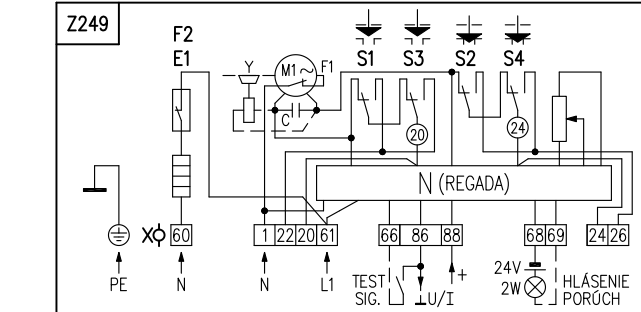 Z249
F2
E1
Y
M1~
F1
C
S1
S3
S2
S4
20
24
N (REGADA)
X
60
1
22
20
61
66
86
88
68
69
24
26
PE
N
N
L1
TEST
SIG.
U/I
+
24V
2W
HLÁSENIE
PORÚCH